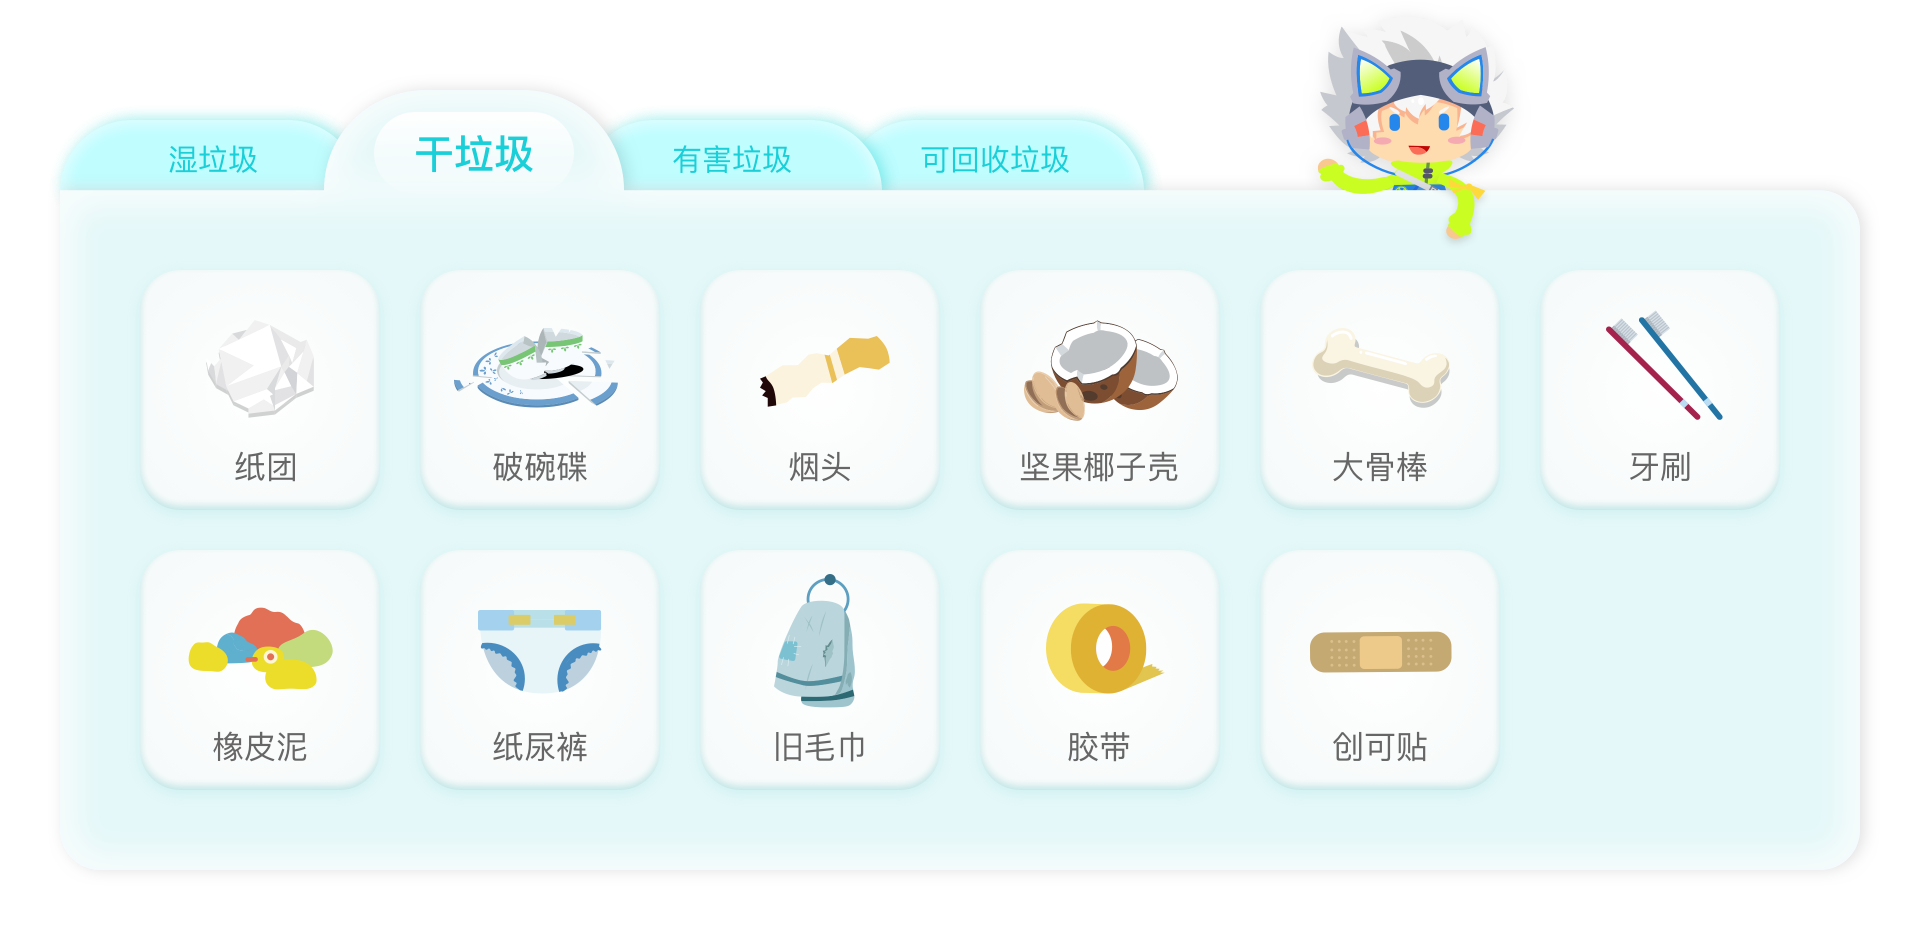 湿垃圾
干垃圾
有害垃圾
可回收垃圾
纸团
破碗碟
烟头
坚果椰子壳
大骨棒
牙刷
橡皮泥
纸尿裤
旧毛巾
胶带
创可贴